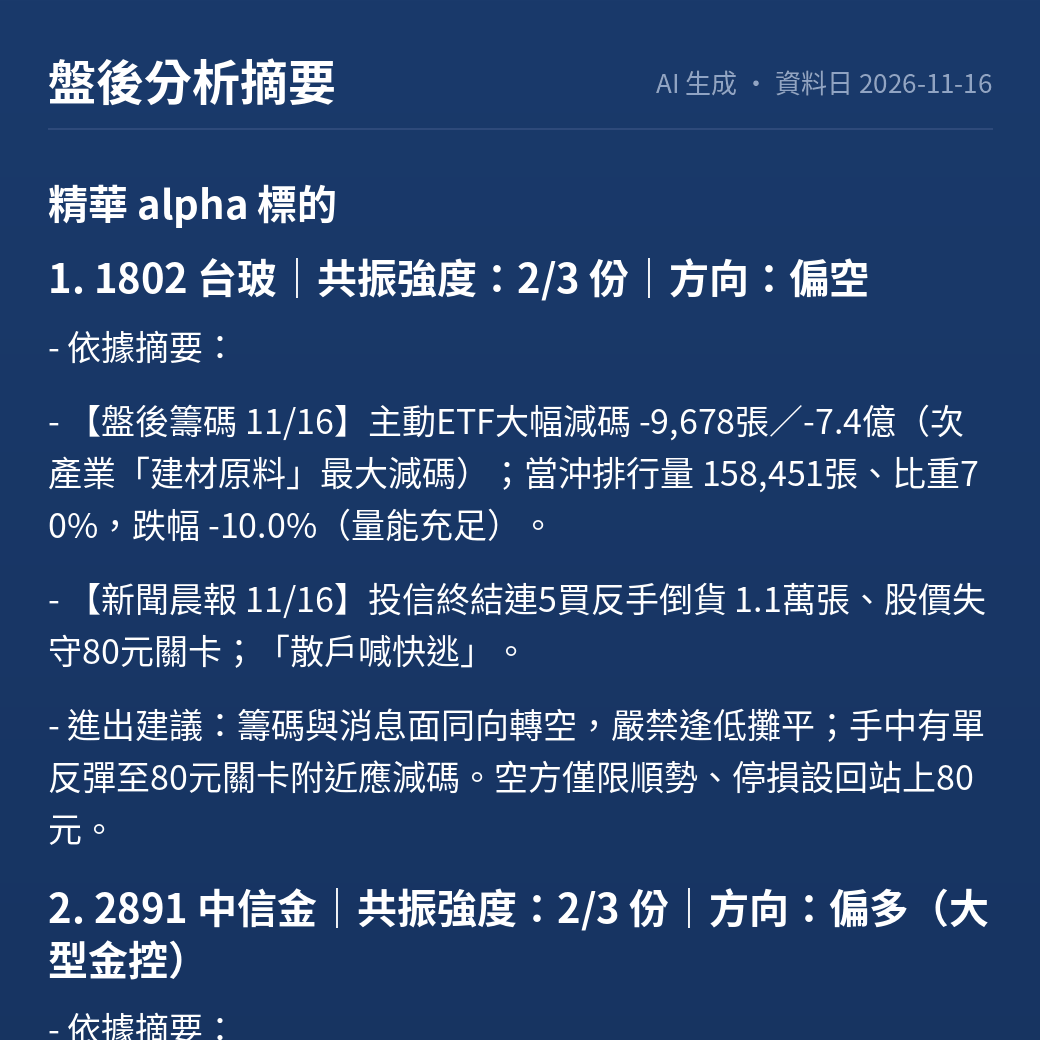 盤後分析摘要
AI 生成 ・ 資料日 2026-11-16
精華 alpha 標的
1. 1802 台玻｜共振強度：2/3 份｜方向：偏空
- 依據摘要：
- 【盤後籌碼 11/16】主動ETF大幅減碼 -9,678張／-7.4億（次
產業「建材原料」最大減碼）；當沖排行量 158,451張、比重7
0%，跌幅 -10.0%（量能充足）。
- 【新聞晨報 11/16】投信終結連5買反手倒貨 1.1萬張、股價失
守80元關卡；「散戶喊快逃」。
- 進出建議：籌碼與消息面同向轉空，嚴禁逢低攤平；手中有單
反彈至80元關卡附近應減碼。空方僅限順勢、停損設回站上80
元。
2. 2891 中信金｜共振強度：2/3 份｜方向：偏多（大
型金控）
- 依據摘要：